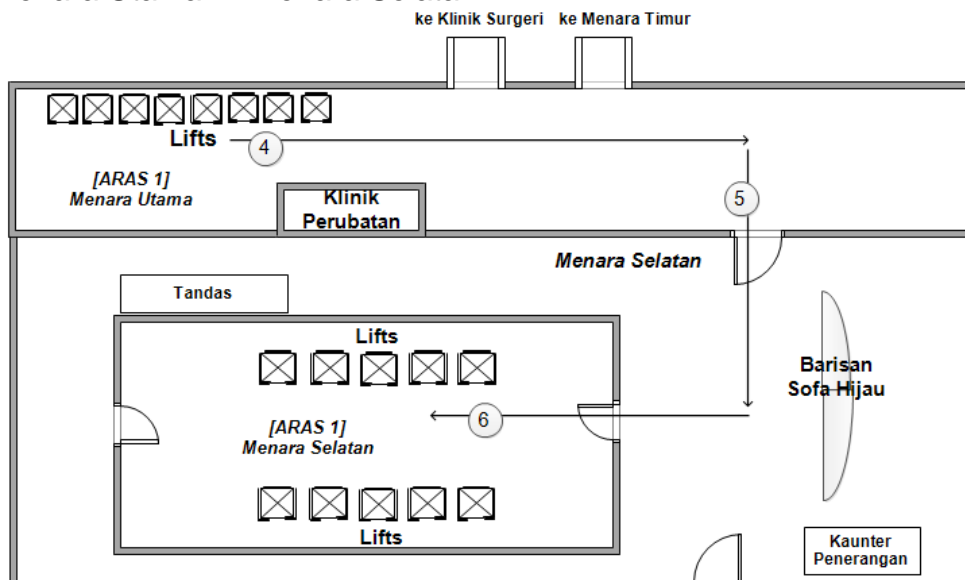 ke Klinik Surgeri
ke Menara Timur
Lifts
4
[ARAS 1]
Menara Utama
Klinik
Perubatan
5
Menara Selatan
Tandas
Lifts
Barisan
Sofa Hijau
[ARAS 1]
Menara Selatan
6
Lifts
Kaunter
Penerangan